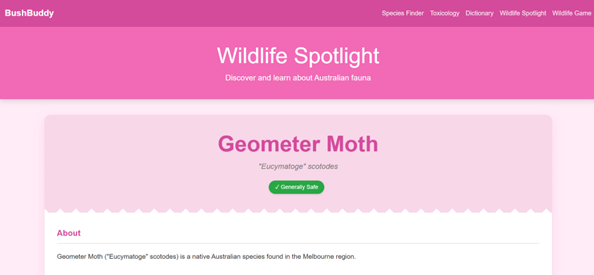 BushBuddy
Species Finder Toxicology Dictionary Wildlife Spotlight Wildlife Game
Wildlife Spotlight
Discover and learn about Australian fauna
Geometer Moth
"Eucymatoge" scotodes
✓ Generally Safe
About
Geometer Moth ("Eucymatoge" scotodes) is a native Australian species found in the Melbourne region.